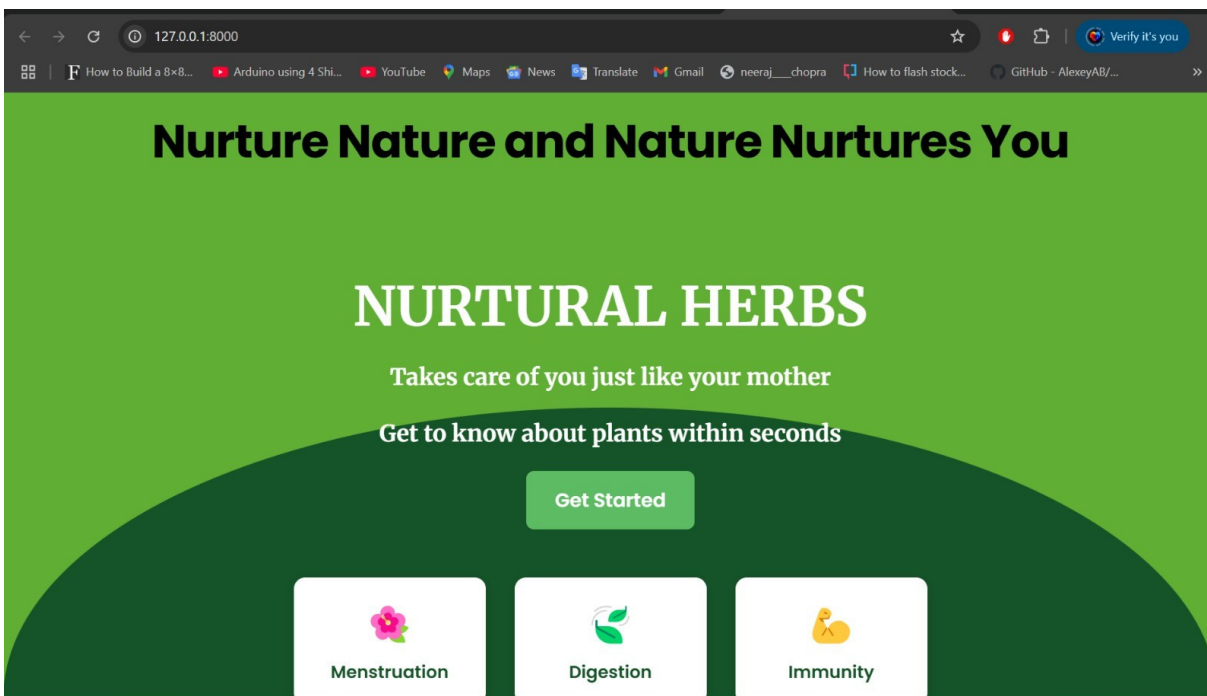 127.0.0.1:8000
Verify it's you
How to Build a 8×8... Arduino using 4 Shi... YouTube Maps News Translate Gmail neeraj___chopra How to flash stock... GitHub - AlexeyAB/... »
Nurture Nature and Nature Nurtures You
NURTURAL HERBS
Takes care of you just like your mother
Get to know about plants within seconds
Get Started
Menstruation Digestion Immunity